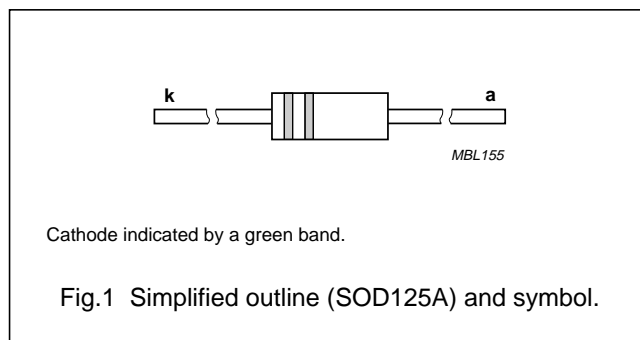 k
a
MBL155
Cathode indicated by a green band.
Fig.1 Simplified outline (SOD125A) and symbol.